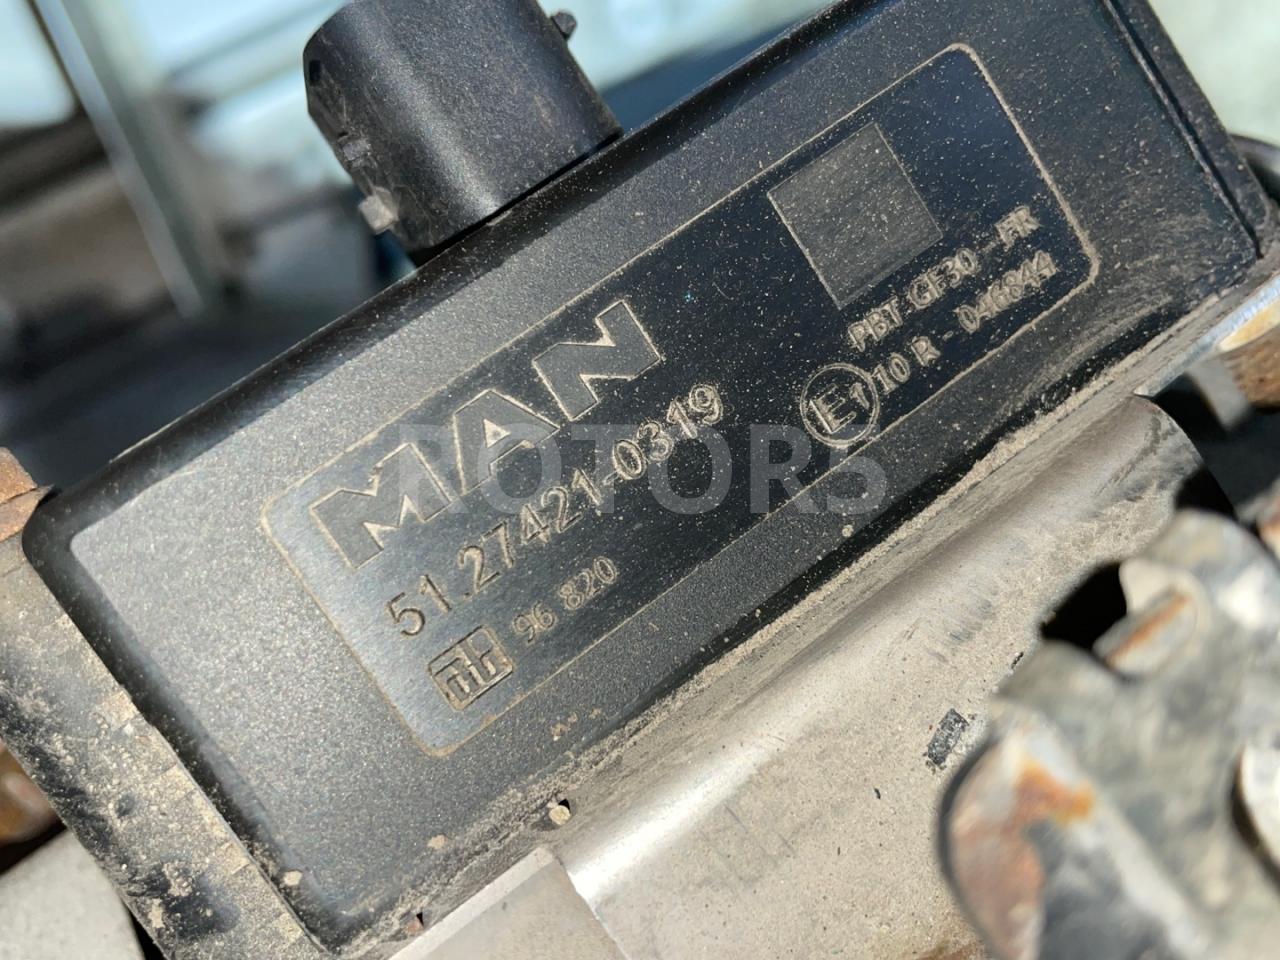 MAN
51.27421-0319
96 820
PBT GF30-FR
E1 10 R - 046844
ROTORS